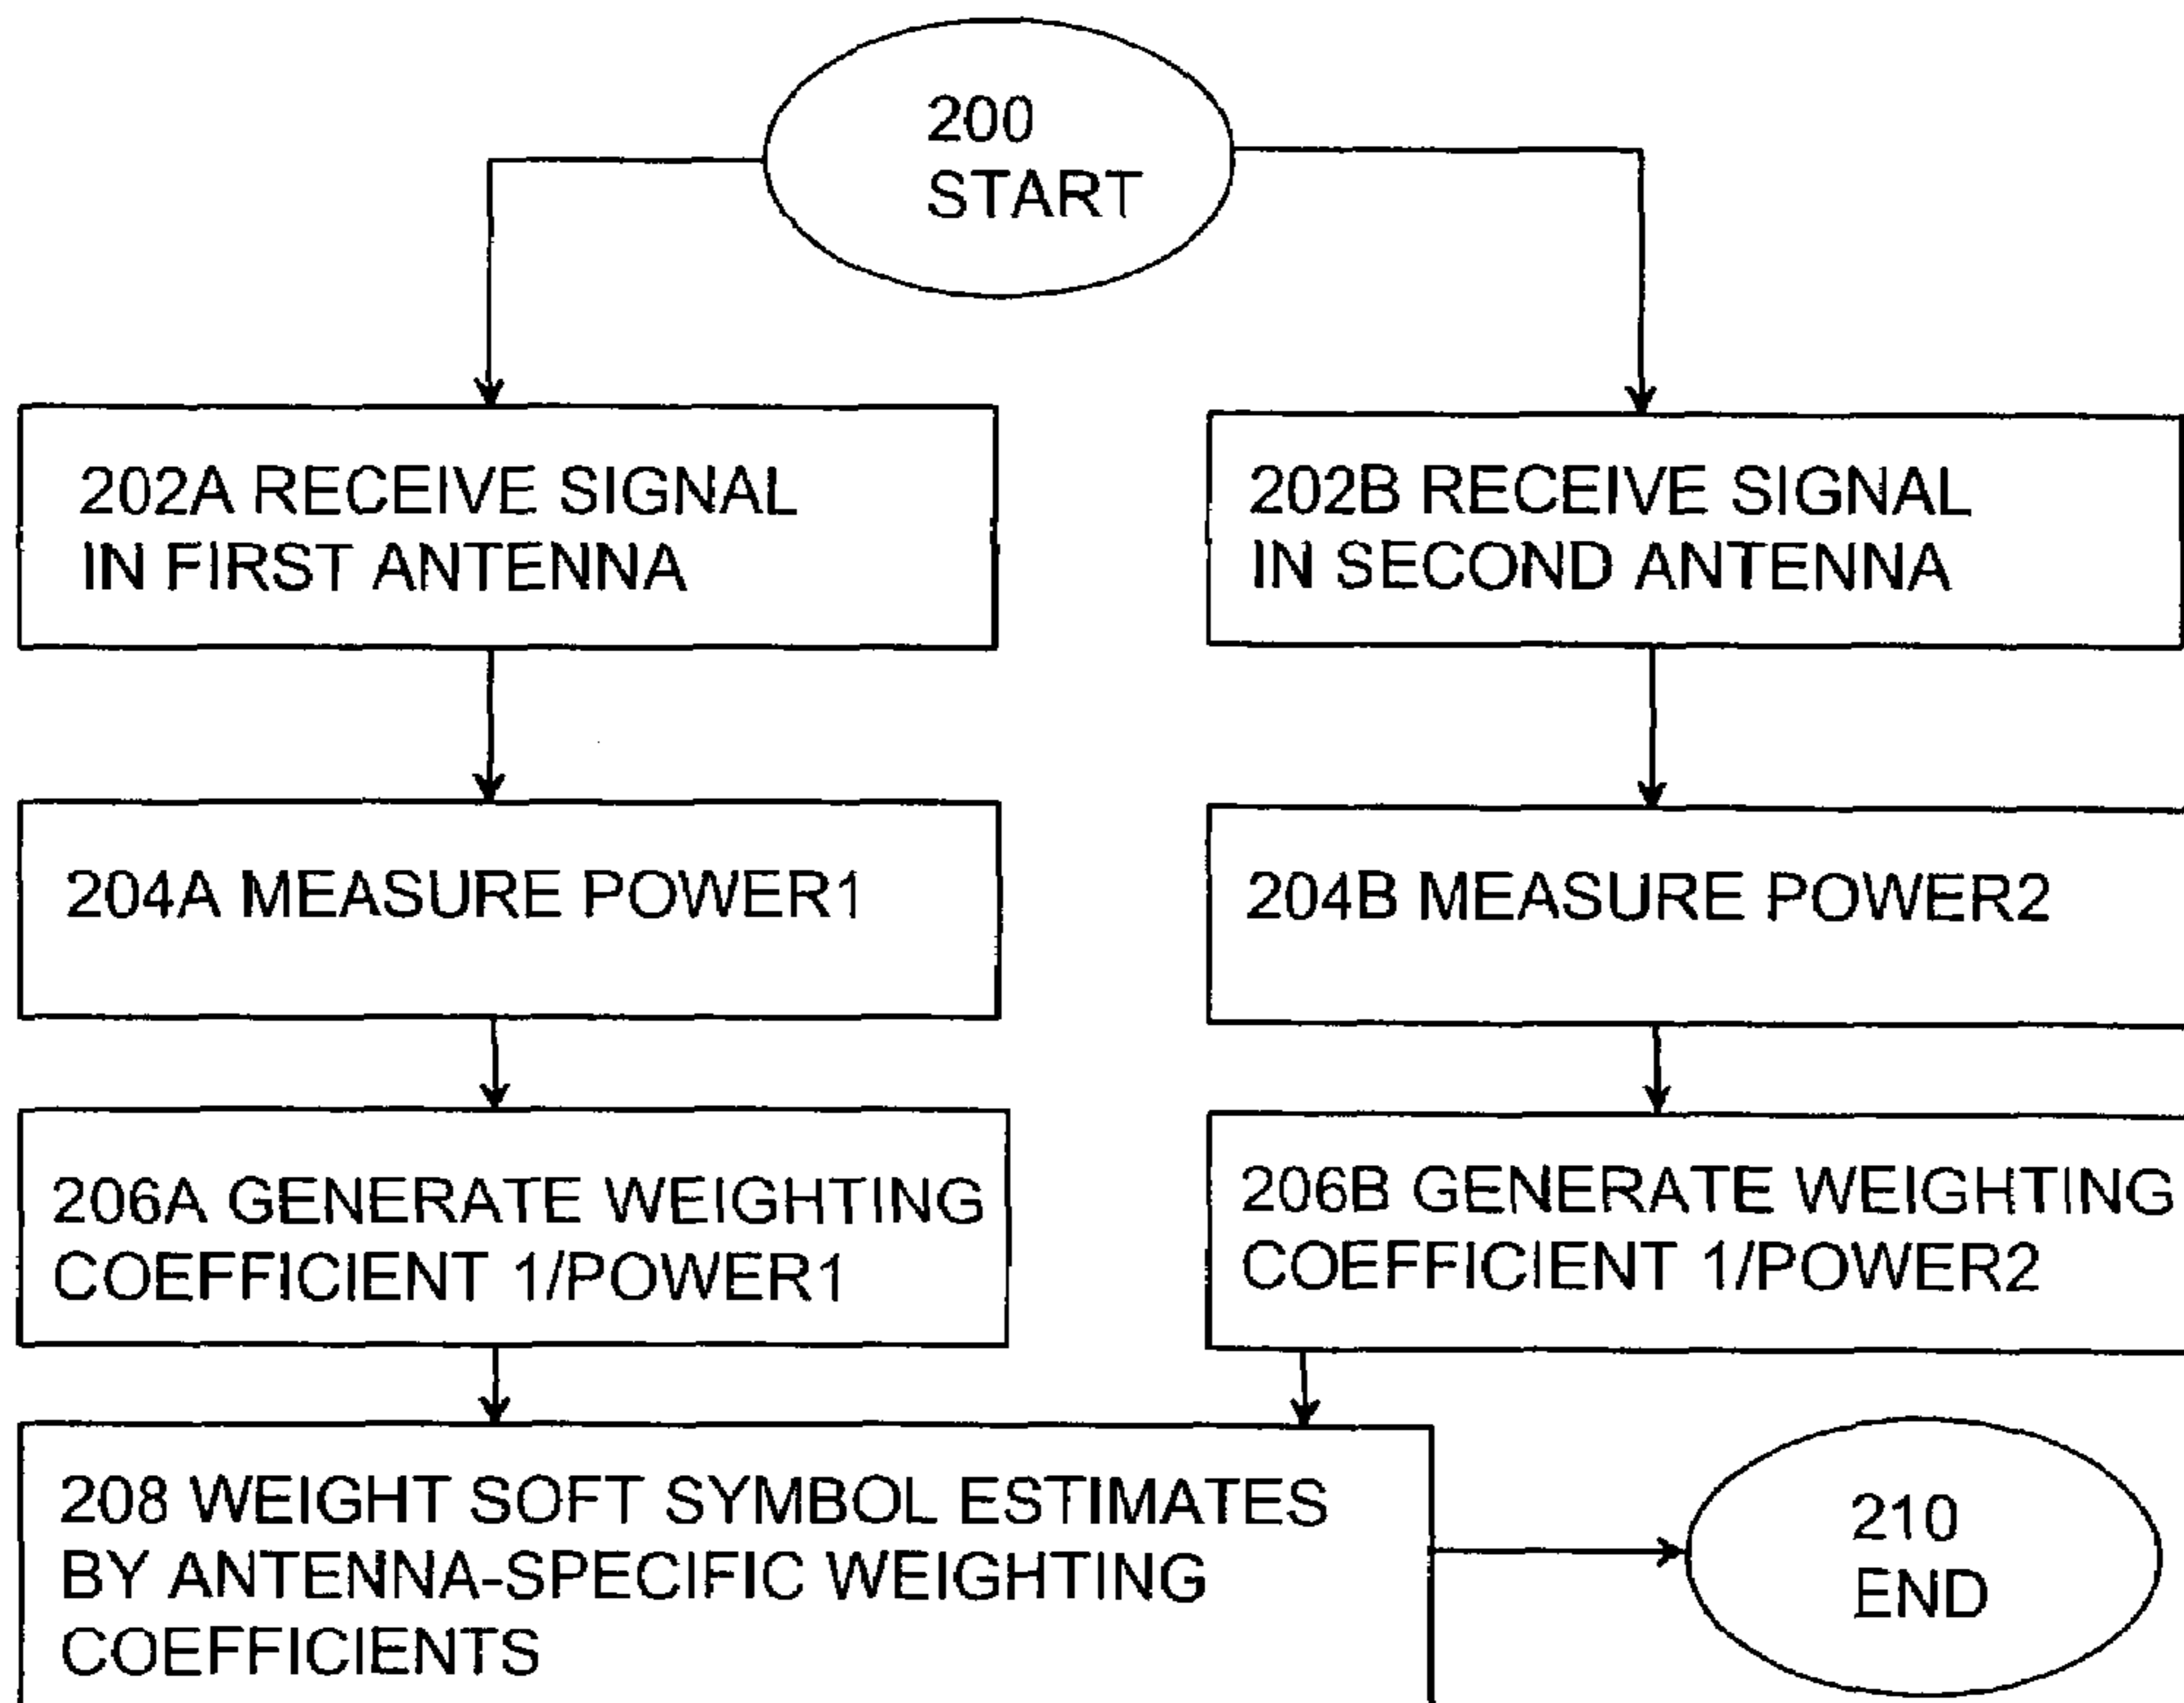 200
START
202A RECEIVE SIGNAL
IN FIRST ANTENNA
202B RECEIVE SIGNAL
IN SECOND ANTENNA
204A MEASURE POWER1
204B MEASURE POWER2
206A GENERATE WEIGHTING
COEFFICIENT 1/POWER1
206B GENERATE WEIGHTING
COEFFICIENT 1/POWER2
208 WEIGHT SOFT SYMBOL ESTIMATES
BY ANTENNA-SPECIFIC WEIGHTING
COEFFICIENTS
210
END